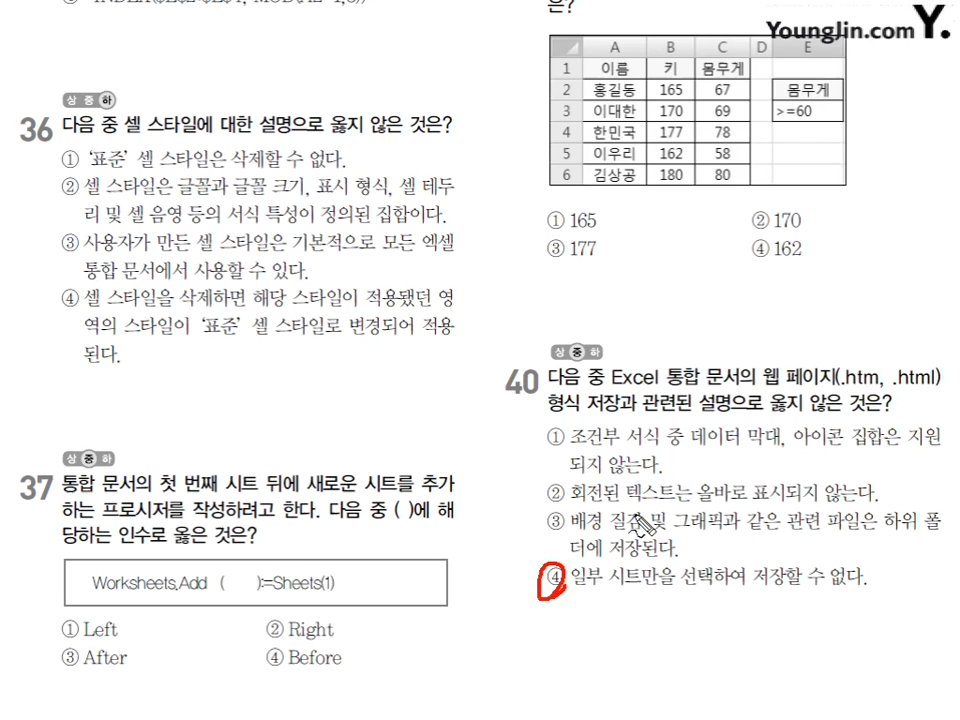 상 중 하
36 다음 중 셀 스타일에 대한 설명으로 옳지 않은 것은?
① ‘표준’ 셀 스타일은 삭제할 수 없다.
② 셀 스타일은 글꼴과 글꼴 크기, 표시 형식, 셀 테두
리 및 셀 음영 등의 서식 특성이 정의된 집합이다.
③ 사용자가 만든 셀 스타일은 기본적으로 모든 엑셀
통합 문서에서 사용할 수 있다.
④ 셀 스타일을 삭제하면 해당 스타일이 적용됐던 영
역의 스타일이 ‘표준’ 셀 스타일로 변경되어 적용
된다.
상 중 하
37 통합 문서의 첫 번째 시트 뒤에 새로운 시트를 추가
하는 프로시저를 작성하려고 한다. 다음 중 ( )에 해
당하는 인수로 옳은 것은?
Worksheets.Add ( ):=Sheets(1)
① Left ② Right
③ After ④ Before
은?
YoungJin.com Y.
A B C D E
1 이름 키 몸무게
2 홍길동 165 67 몸무게
3 이대한 170 69 >=60
4 한민국 177 78
5 이우리 162 58
6 김상공 180 80
① 165 ② 170
③ 177 ④ 162
상 중 하
40 다음 중 Excel 통합 문서의 웹 페이지(.htm, .html)
형식 저장과 관련된 설명으로 옳지 않은 것은?
① 조건부 서식 중 데이터 막대, 아이콘 집합은 지원
되지 않는다.
② 회전된 텍스트는 올바로 표시되지 않는다.
③ 배경 질감 및 그래픽과 같은 관련 파일은 하위 폴
더에 저장된다.
④ 일부 시트만을 선택하여 저장할 수 없다.